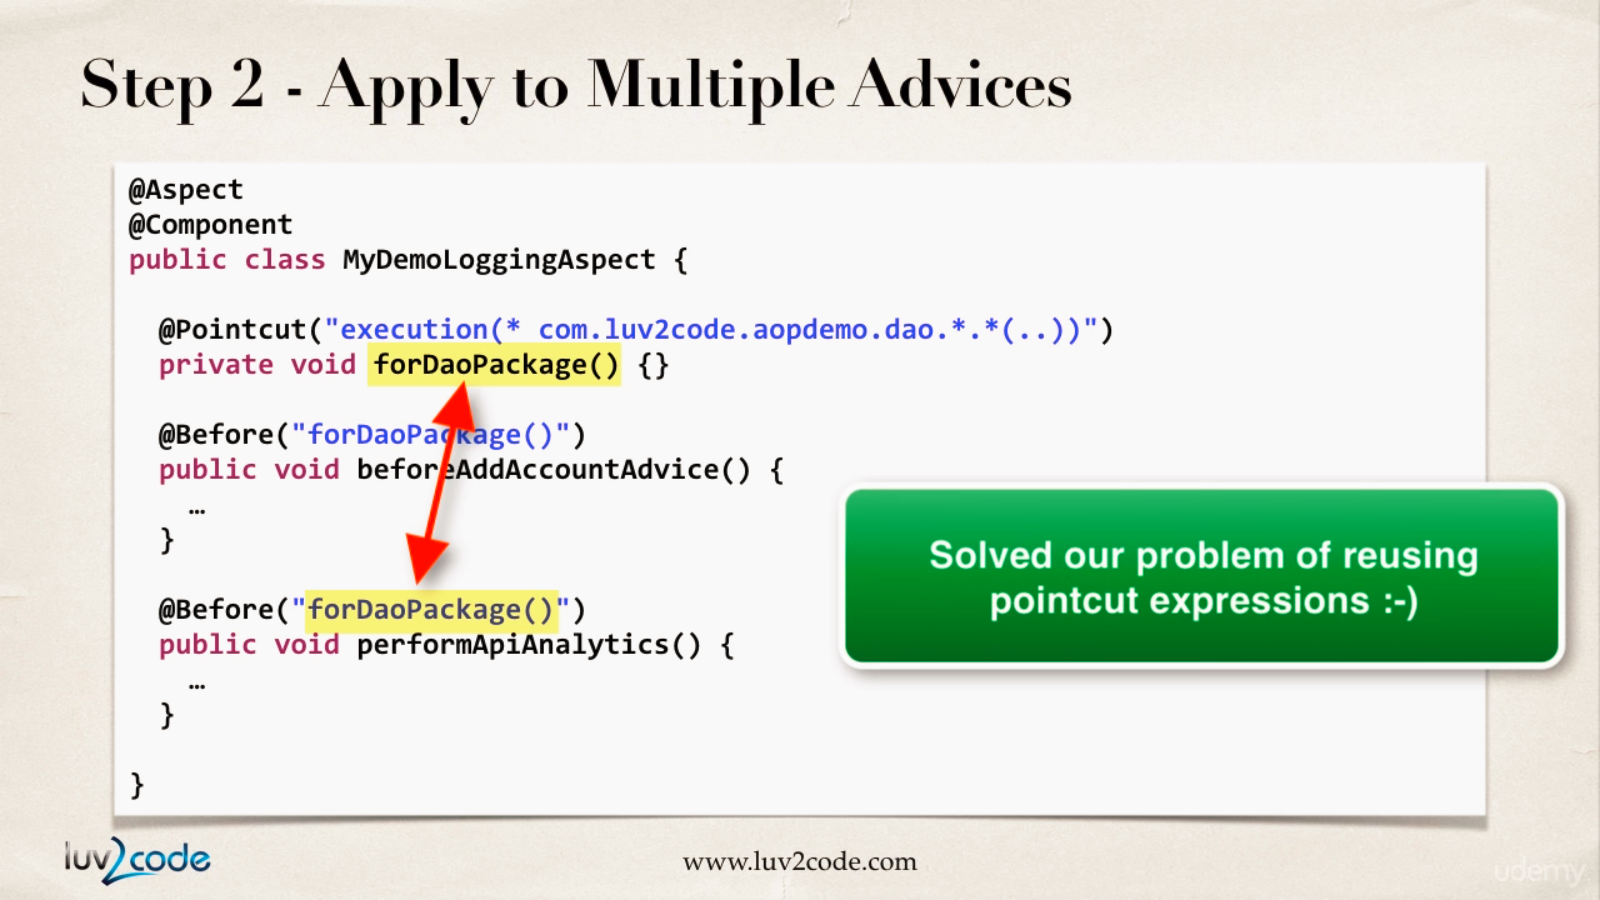 Step 2 - Apply to Multiple Advices
@Aspect
@Component
public class MyDemoLoggingAspect {
@Pointcut("execution(* com.luv2code.aopdemo.dao.*.*(..))")
private void forDaoPackage() {}
@Before("forDaoPackage()")
public void beforeAddAccountAdvice() {
…
}
@Before("forDaoPackage()")
public void performApiAnalytics() {
…
}
}
Solved our problem of reusing
pointcut expressions :-)
luv2code
www.luv2code.com
udemy